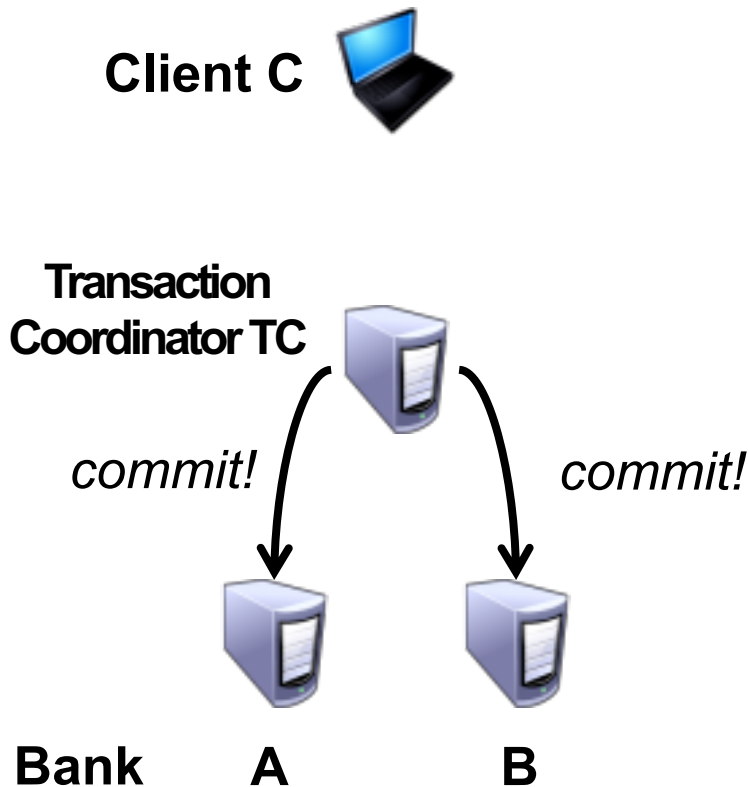 Client C
Transaction
Coordinator TC
commit!
commit!
Bank A B